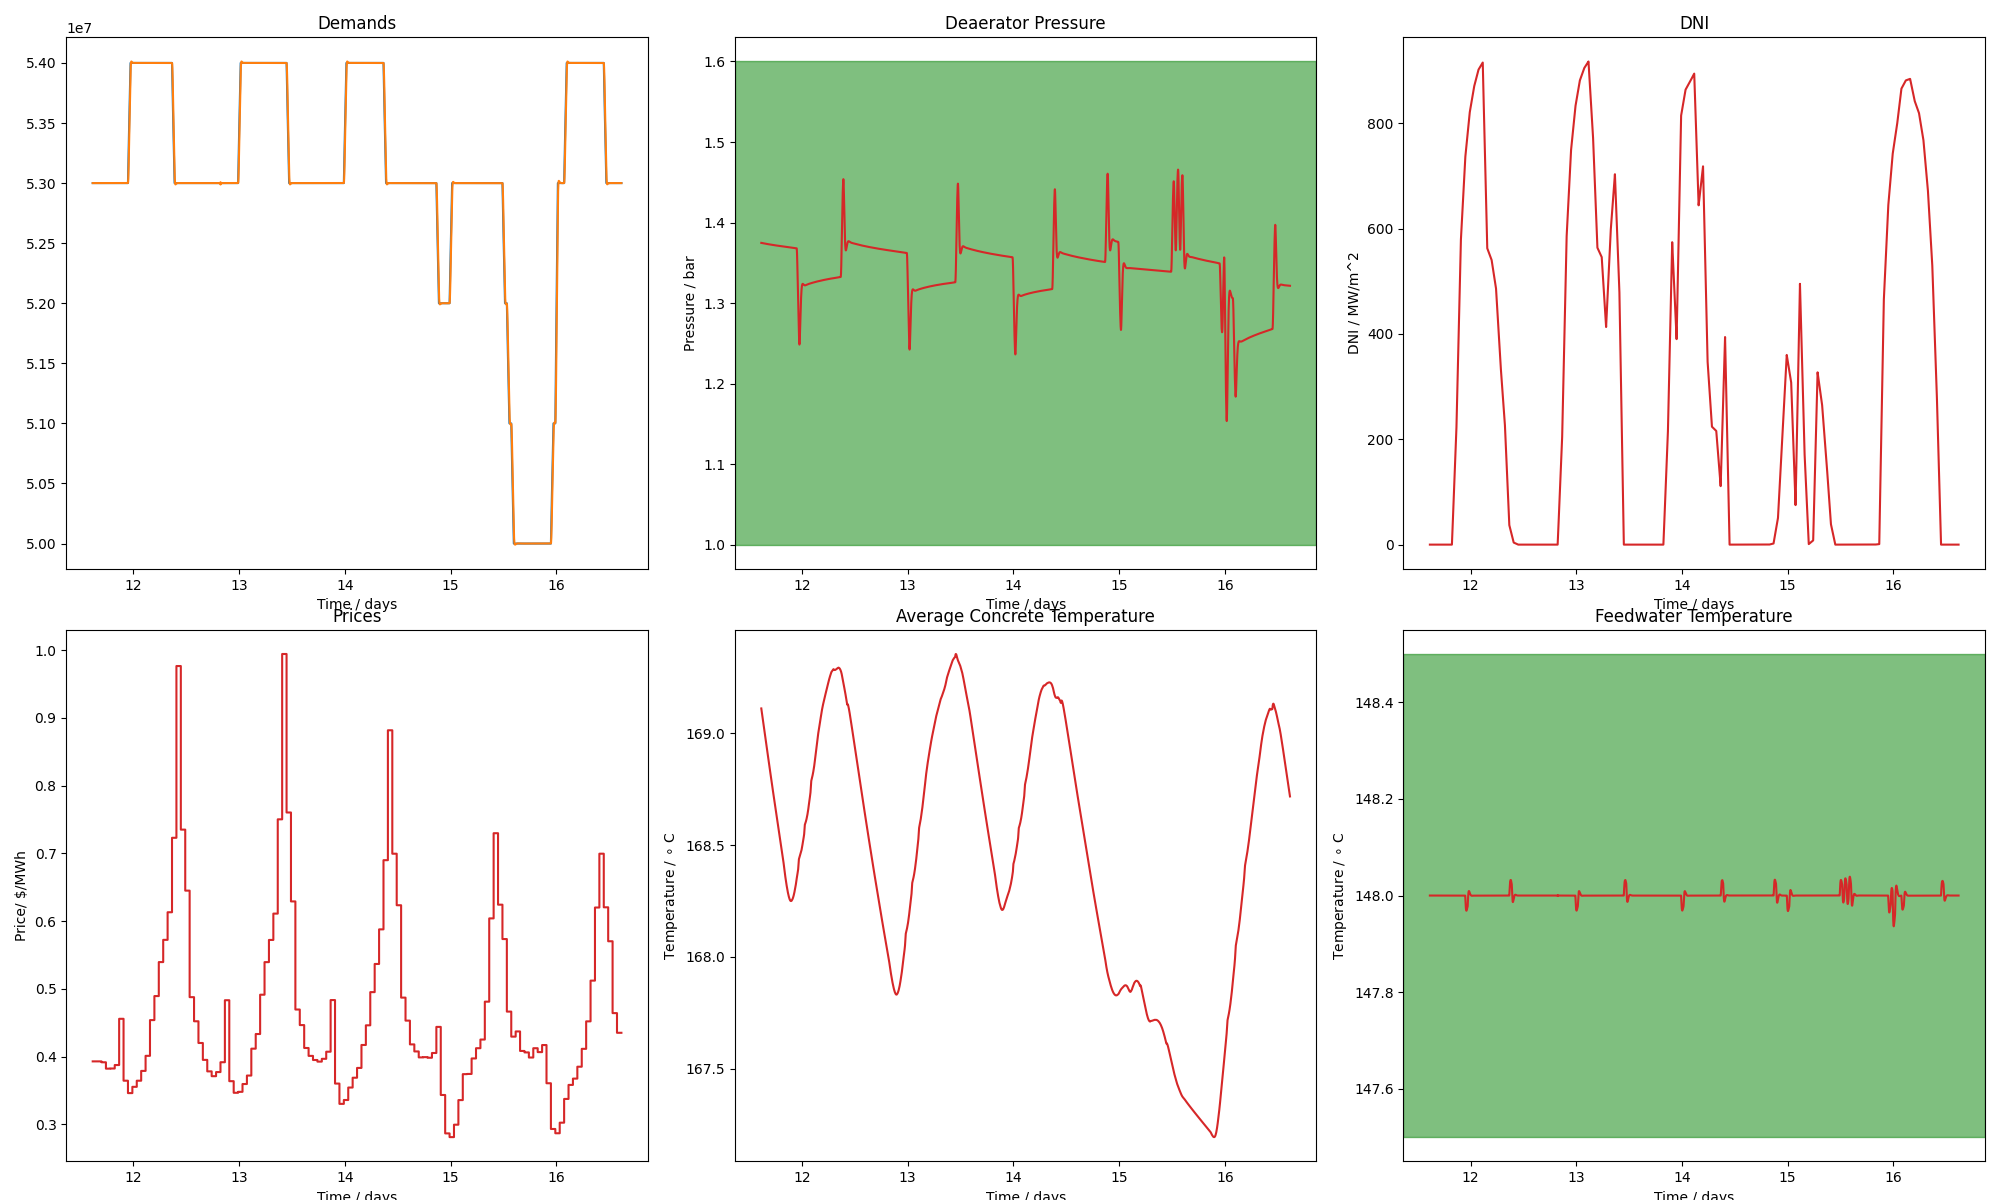 Demands
1e7
5.40
5.35
5.30
5.25
5.20
5.15
5.10
5.05
5.00
12 13 14 15 16
Time / days
Deaerator Pressure
Pressure / bar
1.6
1.5
1.4
1.3
1.2
1.1
1.0
12 13 14 15 16
Time / days
DNI
DNI / MW/m^2
800
600
400
200
0
12 13 14 15 16
Time / days
Prices
Price/ $/MWh
1.0
0.9
0.8
0.7
0.6
0.5
0.4
0.3
12 13 14 15 16
Time / days
Average Concrete Temperature
Temperature / ∘ C
169.0
168.5
168.0
167.5
12 13 14 15 16
Time / days
Feedwater Temperature
Temperature / ∘ C
148.4
148.2
148.0
147.8
147.6
12 13 14 15 16
Time / days